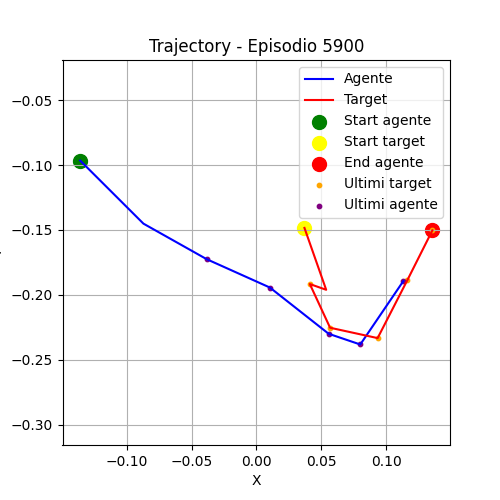 Trajectory - Episodio 5900
Agente
Target
Start agente
Start target
End agente
Ultimi target
Ultimi agente
−0.05
−0.10
−0.15
−0.20
−0.25
−0.30
−0.10
−0.05
0.00
0.05
0.10
X